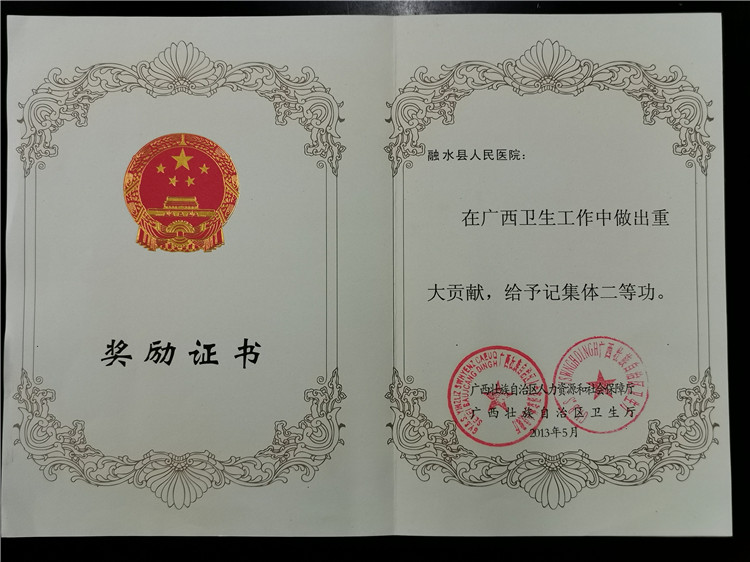 奖励证书
融水县人民医院：
在广西卫生工作中做出重
大贡献，给予记集体二等功。
广西壮族自治区人力资源和社会保障厅
广西壮族自治区卫生厅
2013年5月